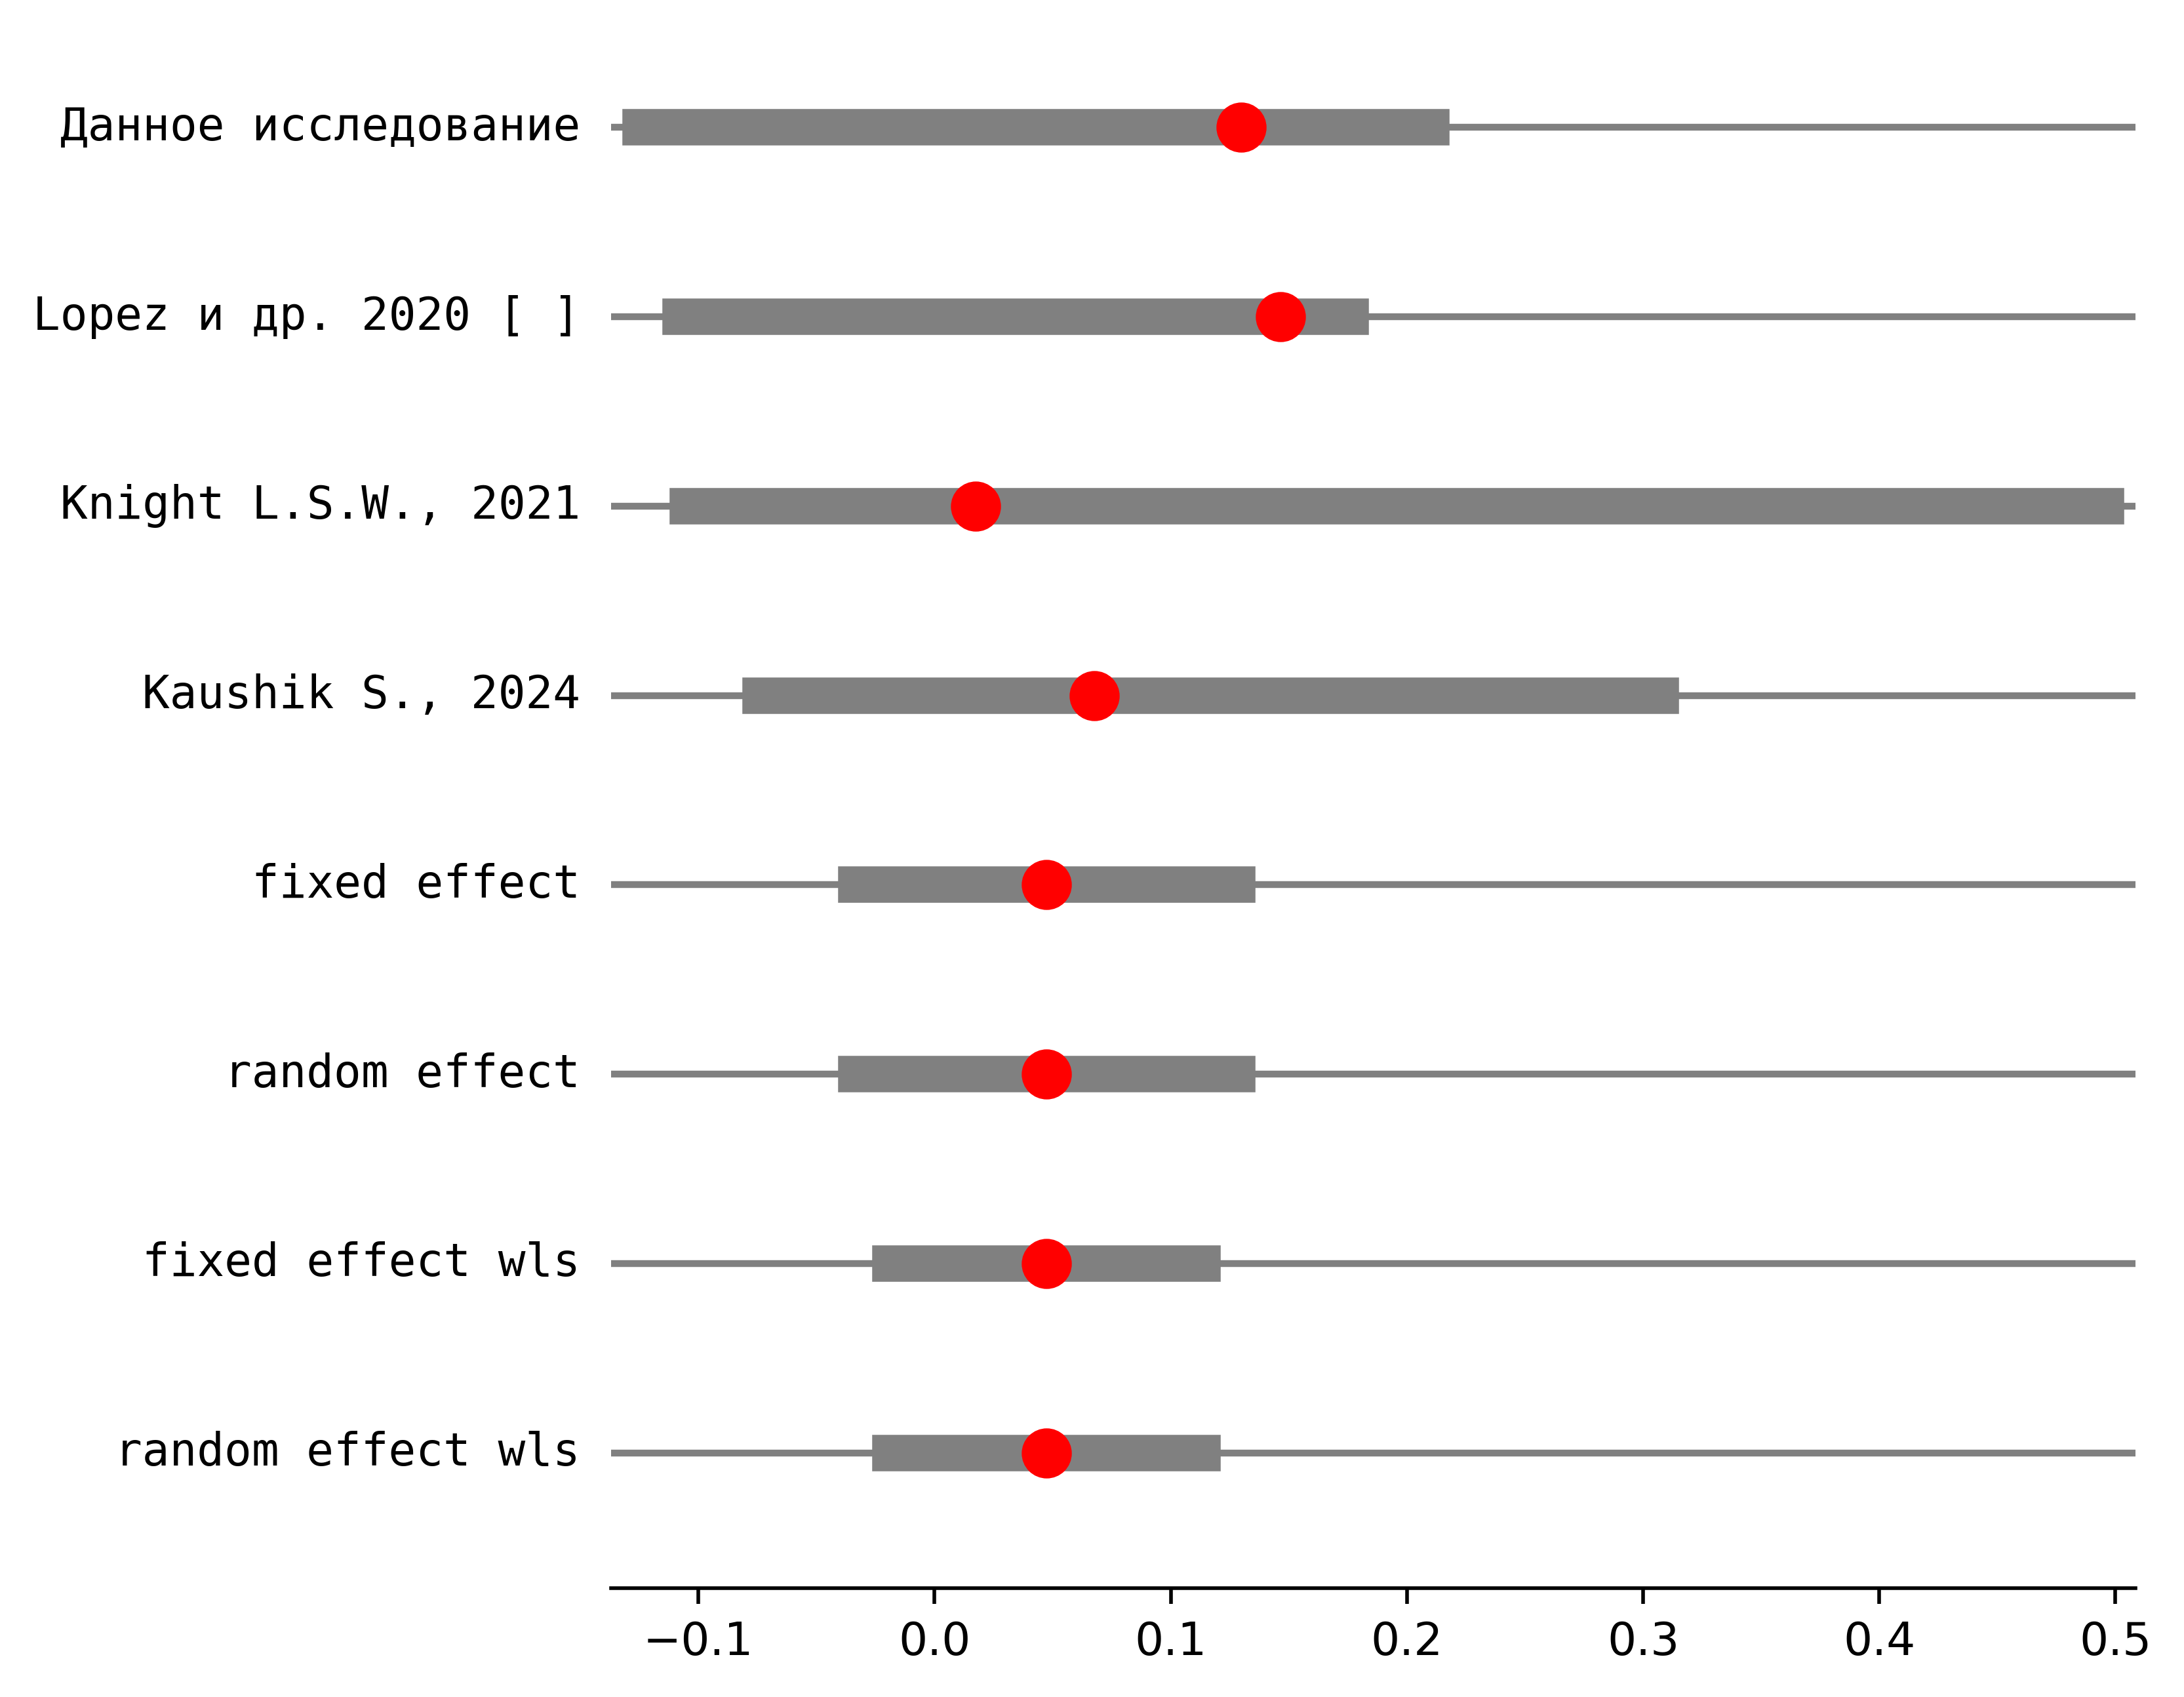 Данное исследование
Lopez и др. 2020 [ ]
Knight L.S.W., 2021
Kaushik S., 2024
fixed effect
random effect
fixed effect wls
random effect wls
−0.1 0.0 0.1 0.2 0.3 0.4 0.5